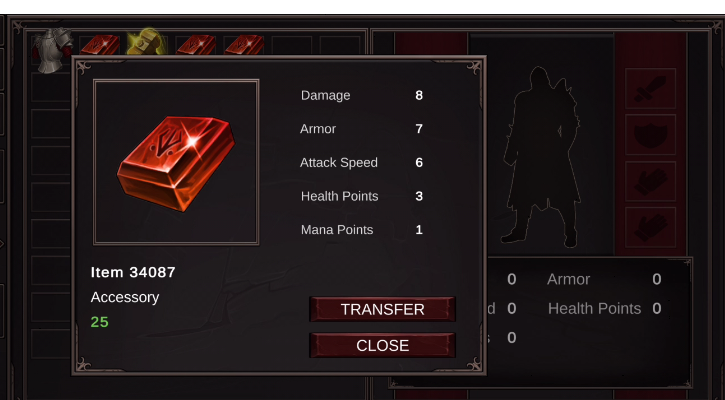 Damage 8
Armor 7
Attack Speed 6
Health Points 3
Mana Points 1
Item 34087
Accessory
25
TRANSFER
CLOSE
0 Armor 0
d 0 Health Points 0
s 0